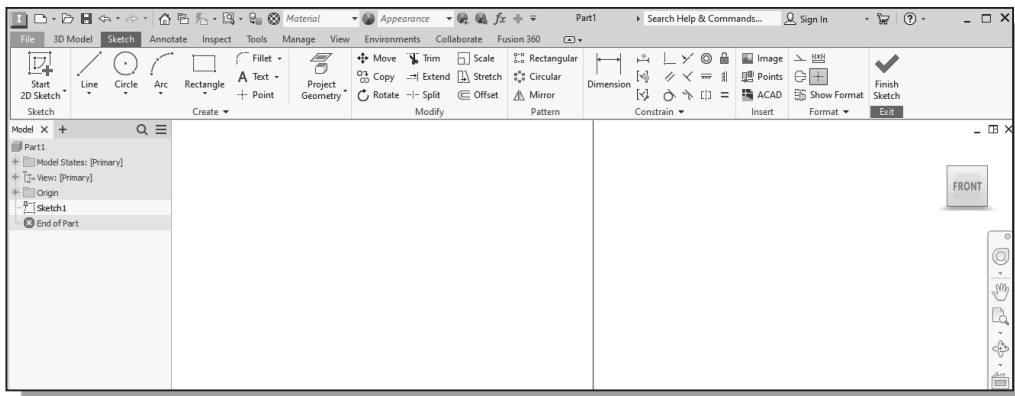 I Material Appearance fx Part1 Search Help & Commands... Sign In
File 3D Model Sketch Annotate Inspect Tools Manage View Environments Collaborate Fusion 360
Start 2D Sketch
Line
Circle
Arc
Rectangle
Fillet
A Text
Point
Project Geometry
Move Trim Scale
Copy Extend Stretch
Rotate Split Offset
Rectangular
Circular
Mirror
Dimension
Image
Points
ACAD
Show Format
Finish Sketch
Sketch Create Modify Pattern Constrain Insert Format Exit
Model X +
Part1
Model States: [Primary]
View: [Primary]
Origin
Sketch1
End of Part
FRONT